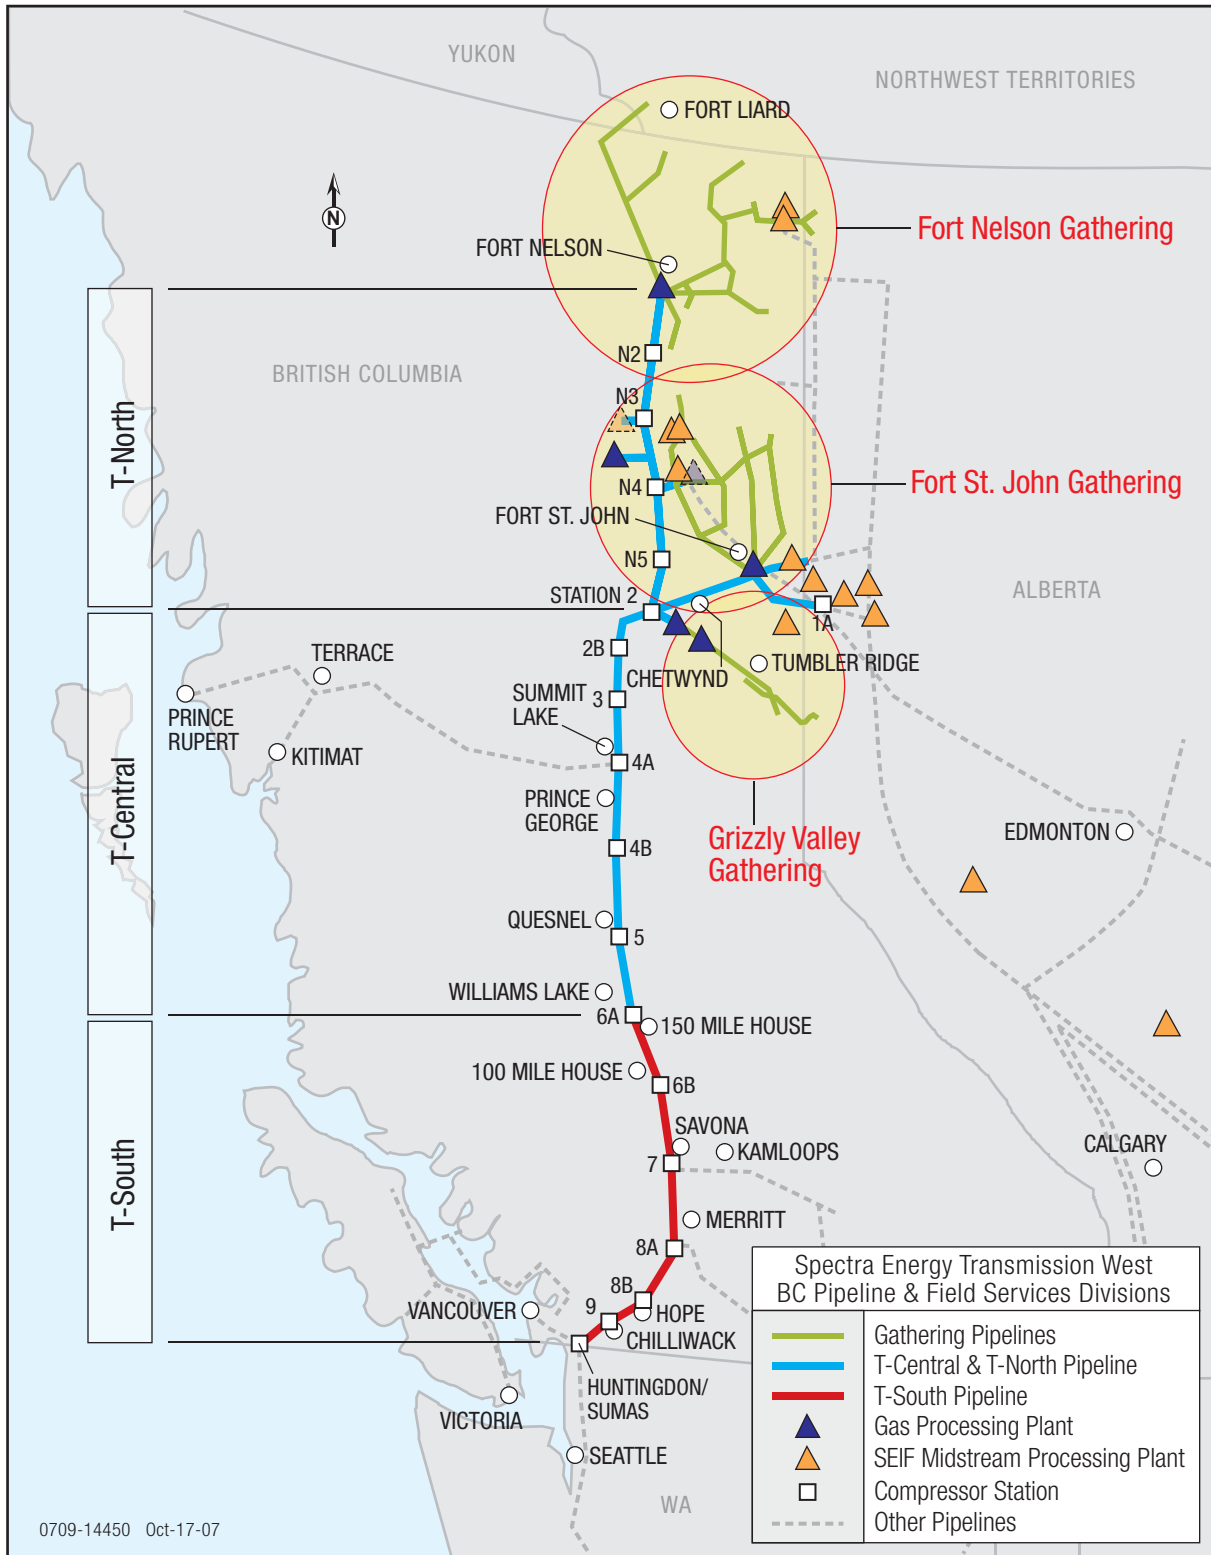 YUKON
NORTHWEST TERRITORIES
FORT LIARD
N
Fort Nelson Gathering
FORT NELSON
N2
BRITISH COLUMBIA
N3
T-North
N4
Fort St. John Gathering
FORT ST. JOHN
N5
ALBERTA
STATION 2
1A
2B
TERRACE
CHETWYND
TUMBLER RIDGE
SUMMIT
LAKE
3
PRINCE
RUPERT
KITIMAT
4A
PRINCE
GEORGE
T-Central
4B
Grizzly Valley
Gathering
EDMONTON
QUESNEL
5
WILLIAMS LAKE
6A
150 MILE HOUSE
100 MILE HOUSE
6B
SAVONA
KAMLOOPS
7
CALGARY
T-South
MERRITT
8A
8B
VANCOUVER
9
HOPE
CHILLIWACK
HUNTINGDON/
SUMAS
VICTORIA
SEATTLE
WA
Spectra Energy Transmission West
BC Pipeline & Field Services Divisions
Gathering Pipelines
T-Central & T-North Pipeline
T-South Pipeline
Gas Processing Plant
SEIF Midstream Processing Plant
Compressor Station
Other Pipelines
0709-14450 Oct-17-07